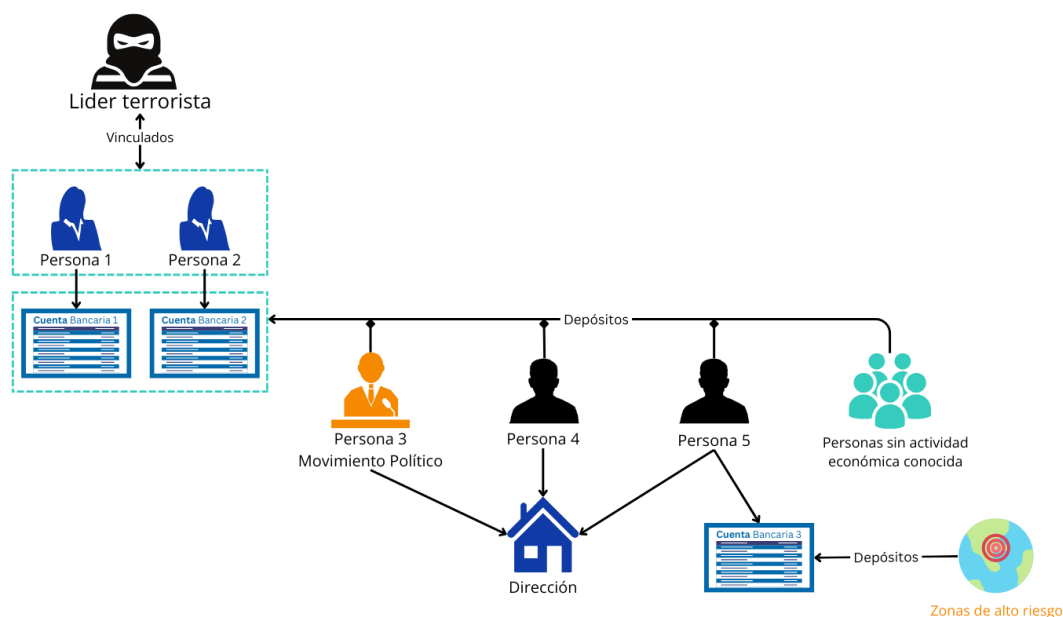 Lider terrorista
Vinculados
Persona 1
Persona 2
Cuenta Bancaria 1
Cuenta Bancaria 2
Depósitos
Persona 3
Movimiento Político
Persona 4
Persona 5
Personas sin actividad
económica conocida
Dirección
Cuenta Bancaria 3
Depósitos
Zonas de alto riesgo